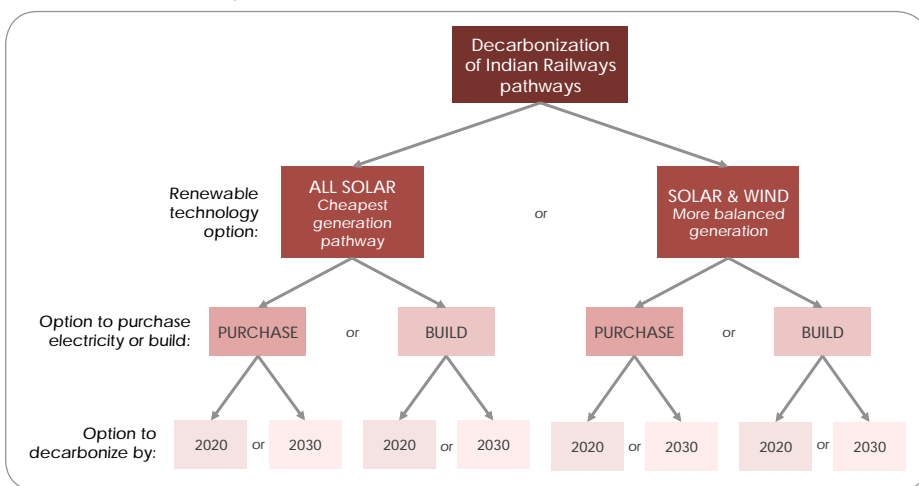 Decarbonization
of Indian Railways
pathways
Renewable
technology
option:
ALL SOLAR
Cheapest
generation
pathway
or
SOLAR & WIND
More balanced
generation
Option to purchase
electricity or build:
PURCHASE
or
BUILD
PURCHASE
or
BUILD
Option to
decarbonize by:
2020
or
2030
2020
or
2030
2020
or
2030
2020
or
2030